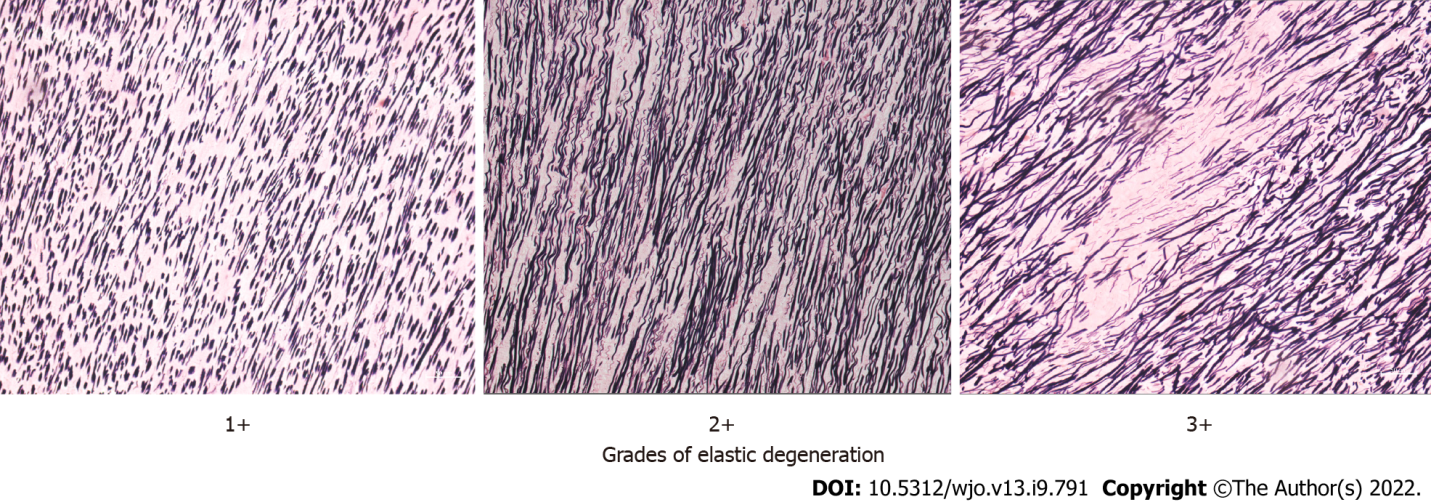 1+ 2+ 3+
Grades of elastic degeneration
DOI: 10.5312/wjo.v13.i9.791 Copyright ©The Author(s) 2022.